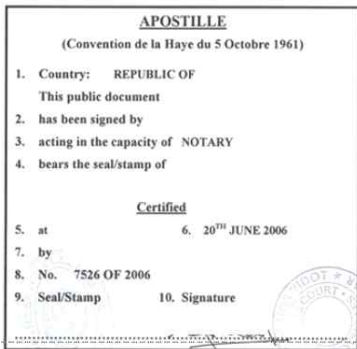 APOSTILLE
(Convention de la Haye du 5 Octobre 1961)
1. Country: REPUBLIC OF
This public document
2. has been signed by
3. acting in the capacity of NOTARY
4. bears the seal/stamp of
Certified
5. at 6. 20TH JUNE 2006
7. by
8. No. 7526 OF 2006
9. Seal/Stamp 10. Signature
COURT